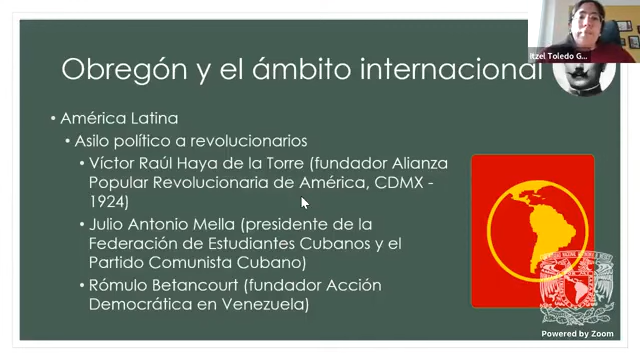 Itzel Toledo G...
Obregón y el ámbito internacional
• América Latina
• Asilo político a revolucionarios
• Víctor Raúl Haya de la Torre (fundador Alianza
Popular Revolucionaria de América, CDMX -
1924)
• Julio Antonio Mella (presidente de la
Federación de Estudiantes Cubanos y el
Partido Comunista Cubano)
• Rómulo Betancourt (fundador Acción
Democrática en Venezuela)
Powered by Zoom